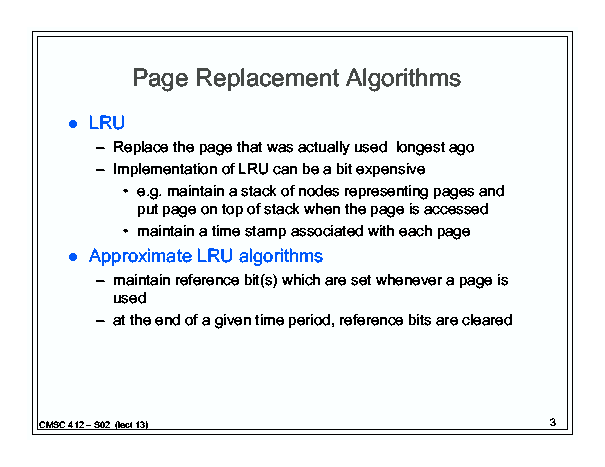 Page Replacement Algorithms
● LRU
– Replace the page that was actually used longest ago
– Implementation of LRU can be a bit expensive
• e.g. maintain a stack of nodes representing pages and
put page on top of stack when the page is accessed
• maintain a time stamp associated with each page
● Approximate LRU algorithms
– maintain reference bit(s) which are set whenever a page is
used
– at the end of a given time period, reference bits are cleared
CMSC 412 – S02 (lect 13)
3